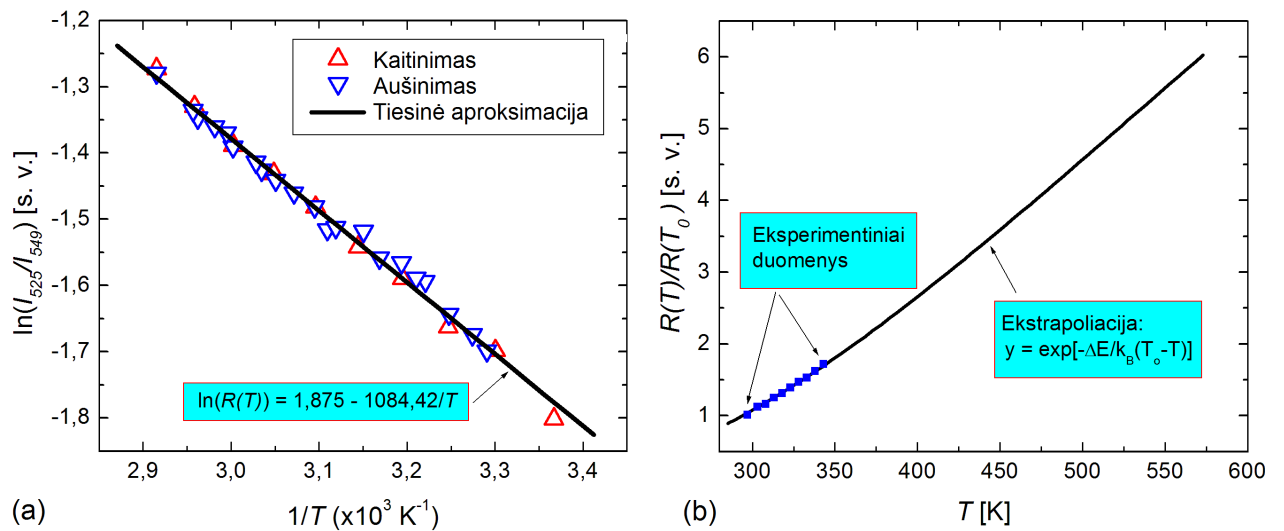 -1,2
-1,3
-1,4
-1,5
-1,6
-1,7
-1,8
ln(I525/I549) [s. v.]
Kaitinimas
Aušinimas
Tiesinė aproksimacija
ln(R(T)) = 1,875 - 1084,42/T
2,9 3,0 3,1 3,2 3,3 3,4
1/T (x10³ K⁻¹)
(a)
6
5
4
3
2
1
R(T)/R(T0) [s. v.]
Eksperimentiniai
duomenys
Ekstrapoliacija:
y = exp[-ΔE/kB(To-T)]
300 350 400 450 500 550 600
T [K]
(b)